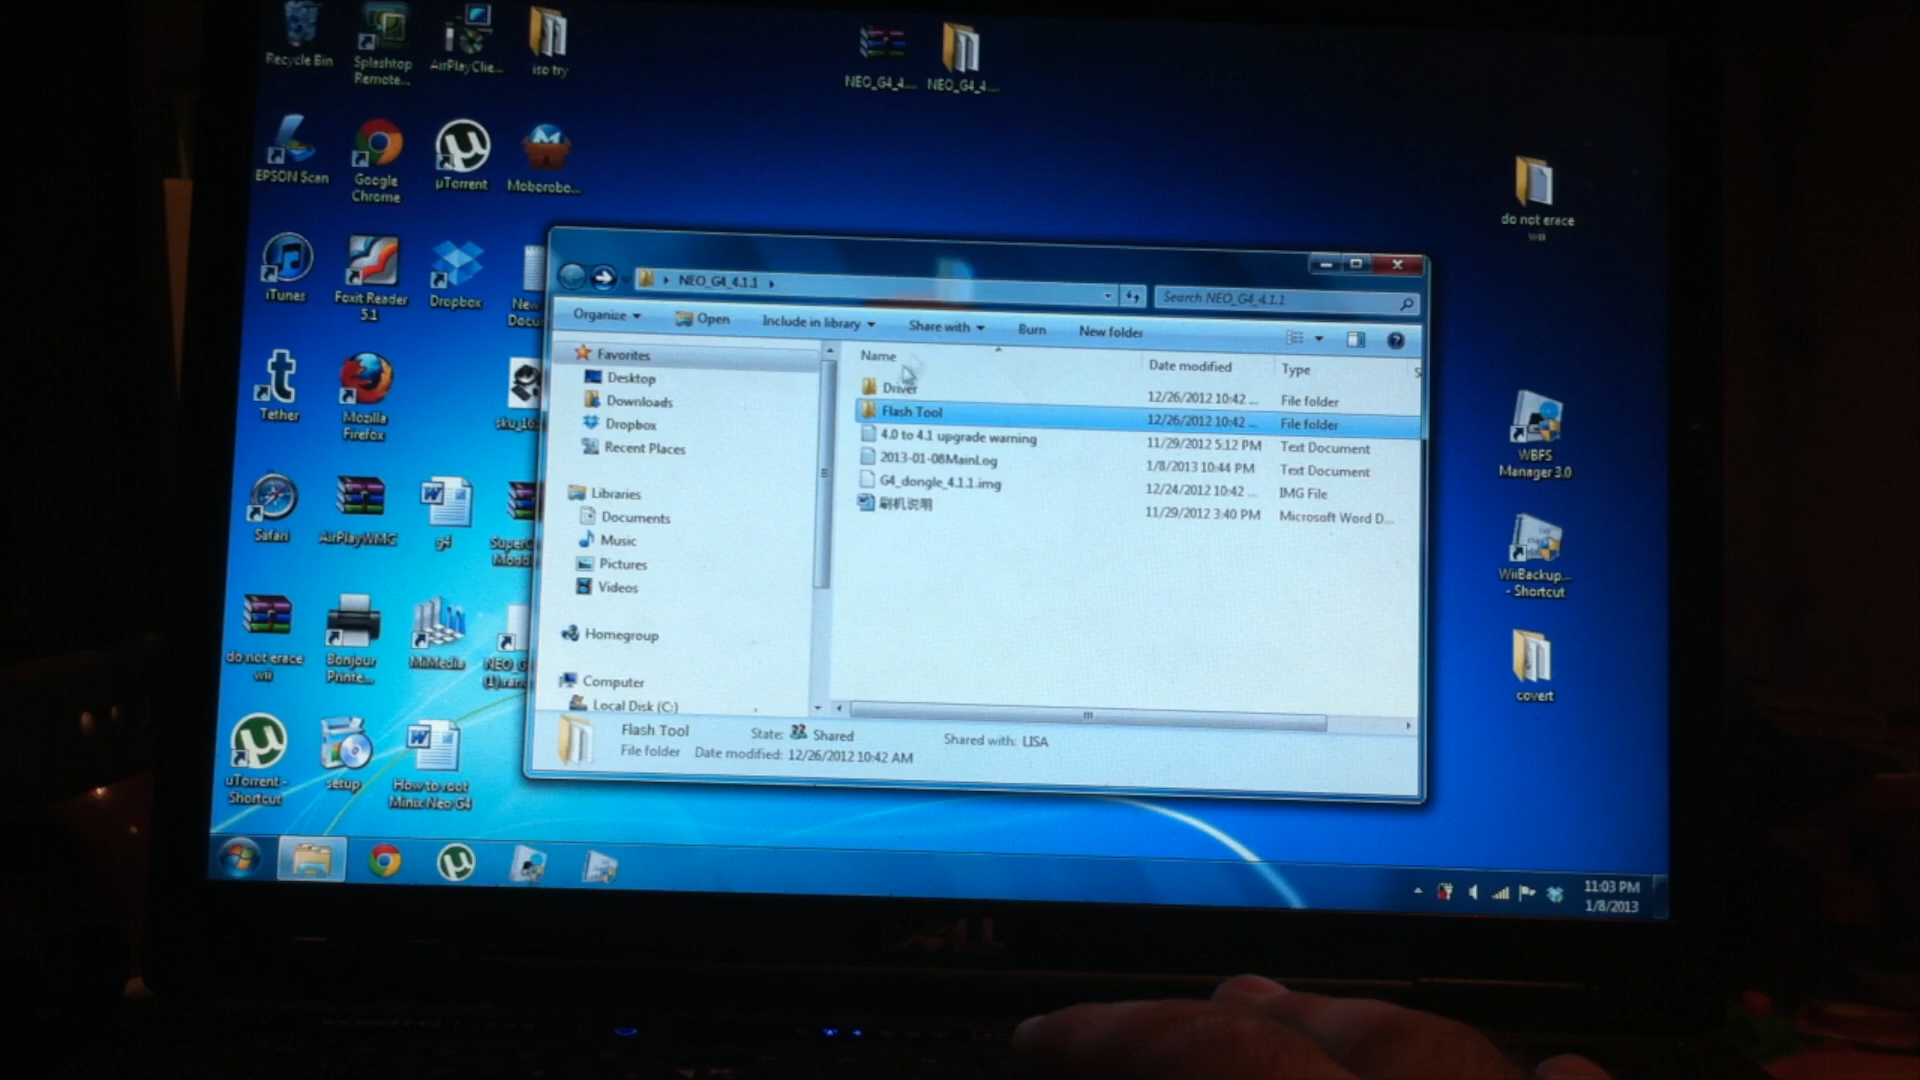 Recycle Bin
Splashtop
Remote...
AirPlayClie...
iso try
NEO_G4_4....
NEO_G4_4....
EPSON Scan
Google
Chrome
µTorrent
Moborobo...
do not erace
wii
iTunes
Foxit Reader
5.1
Dropbox
New
Docu
Tether
Mozilla
Firefox
WBFS
Manager 3.0
Safari
AirPlayWMC
g4
WiiBackup...
- Shortcut
do not erace
wii
Bonjour
Printe...
MiMedia
covert
uTorrent -
Shortcut
setup
How to root
Minix Neo G4
NEO_G4_4.1.1
Search NEO_G4_4.1.1
Organize
Open
Include in library
Share with
Burn
New folder
Favorites
Desktop
Downloads
Dropbox
Recent Places
Libraries
Documents
Music
Pictures
Videos
Homegroup
Computer
Local Disk (C:)
Name Date modified Type S
Driver 12/26/2012 10:42 ... File folder
Flash Tool 12/26/2012 10:42 ... File folder
4.0 to 4.1 upgrade warning 11/29/2012 5:12 PM Text Document
2013-01-08MainLog 1/8/2013 10:44 PM Text Document
G4_dongle_4.1.1.img 12/24/2012 10:42 ... IMG File
刷机说明 11/29/2012 3:40 PM Microsoft Word D...
Flash Tool State: Shared Shared with: LISA
File folder Date modified: 12/26/2012 10:42 AM
11:03 PM
1/8/2013